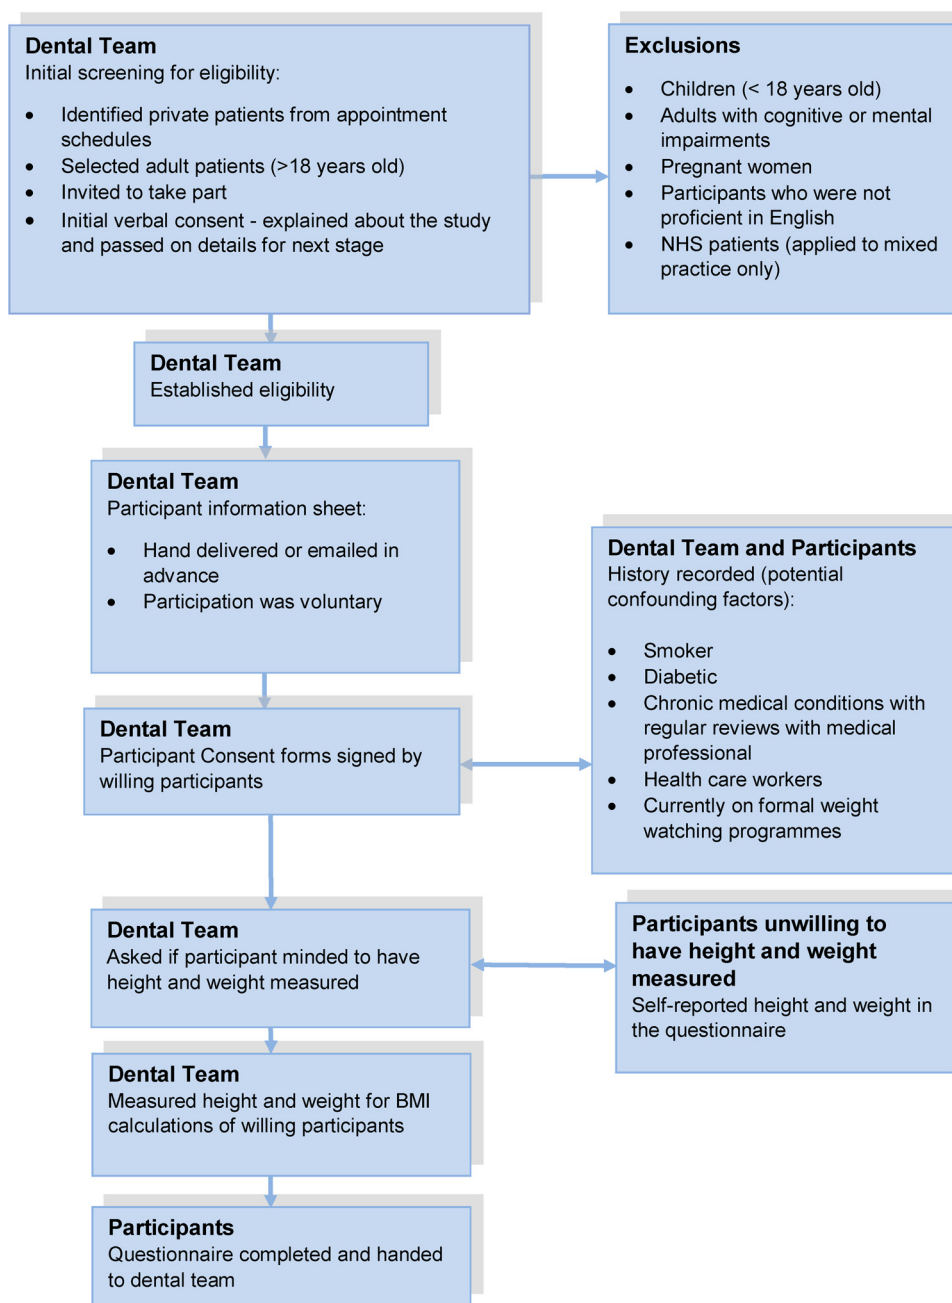 Dental Team
Initial screening for eligibility:
• Identified private patients from appointment
schedules
• Selected adult patients (>18 years old)
• Invited to take part
• Initial verbal consent - explained about the study
and passed on details for next stage
Exclusions
• Children (< 18 years old)
• Adults with cognitive or mental
impairments
• Pregnant women
• Participants who were not
proficient in English
• NHS patients (applied to mixed
practice only)
Dental Team
Established eligibility
Dental Team
Participant information sheet:
• Hand delivered or emailed in
advance
• Participation was voluntary
Dental Team and Participants
History recorded (potential
confounding factors):
• Smoker
• Diabetic
• Chronic medical conditions with
regular reviews with medical
professional
• Health care workers
• Currently on formal weight
watching programmes
Dental Team
Participant Consent forms signed by
willing participants
Dental Team
Asked if participant minded to have
height and weight measured
Participants unwilling to
have height and weight
measured
Self-reported height and weight in
the questionnaire
Dental Team
Measured height and weight for BMI
calculations of willing participants
Participants
Questionnaire completed and handed
to dental team